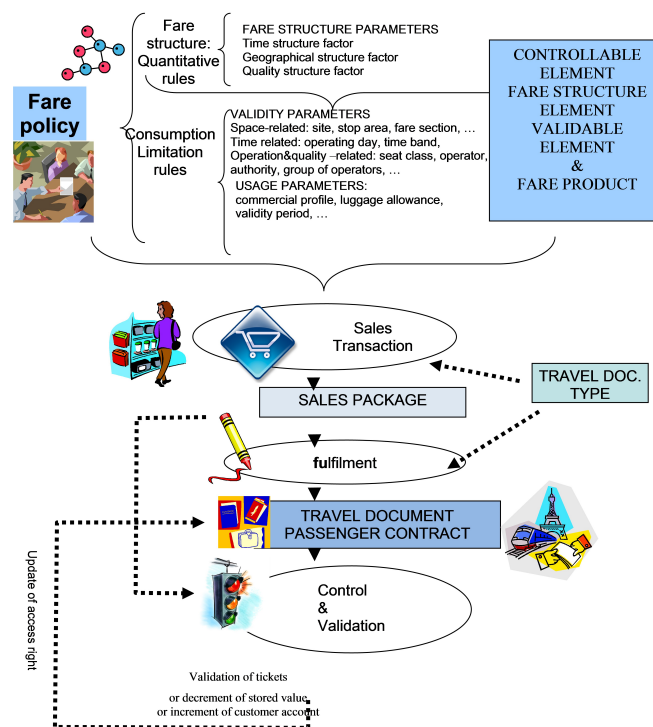 Fare
structure:
Quantitative
rules
FARE STRUCTURE PARAMETERS
Time structure factor
Geographical structure factor
Quality structure factor
CONTROLLABLE
ELEMENT
FARE STRUCTURE
ELEMENT
VALIDABLE
ELEMENT
&
FARE PRODUCT
Fare
policy
Consumption
Limitation
rules
VALIDITY PARAMETERS
Space-related: site, stop area, fare section, …
Time related: operating day, time band,
Operation&quality –related: seat class, operator,
authority, group of operators, …
USAGE PARAMETERS:
commercial profile, luggage allowance,
validity period, …
Sales
Transaction
TRAVEL DOC.
TYPE
SALES PACKAGE
fulfilment
TRAVEL DOCUMENT
PASSENGER CONTRACT
Control
&
Validation
Update of access right
Validation of tickets
or decrement of stored value
or increment of customer account